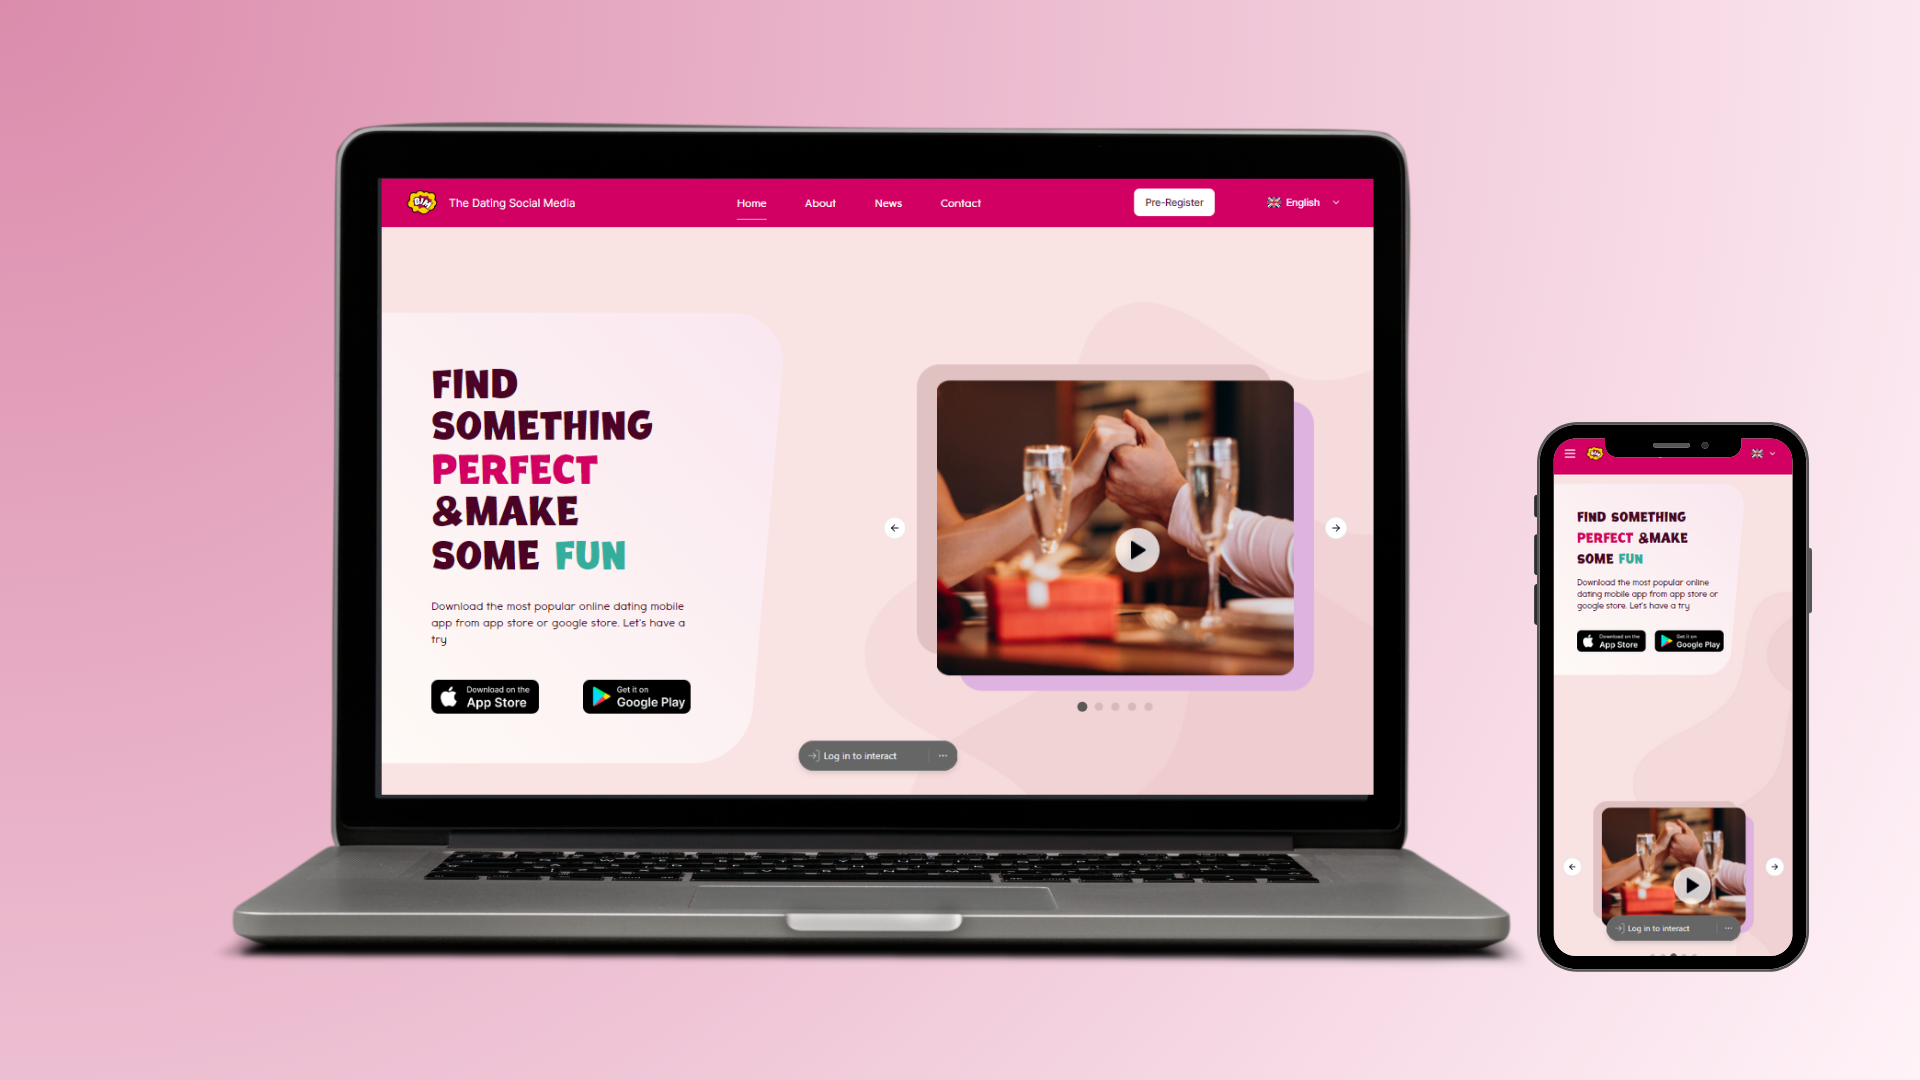 BIM
The Dating Social Media
Home
About
News
Contact
Pre-Register
English
FIND
SOMETHING
PERFECT
&MAKE
SOME FUN
Download the most popular online dating mobile
app from app store or google store. Let's have a
try
Download on the
App Store
Get it on
Google Play
Log in to interact
FIND SOMETHING
PERFECT &MAKE
SOME FUN
Download the most popular online
dating mobile app from app store or
google store. Let's have a try
Download on the
App Store
Get it on
Google Play
Log in to interact